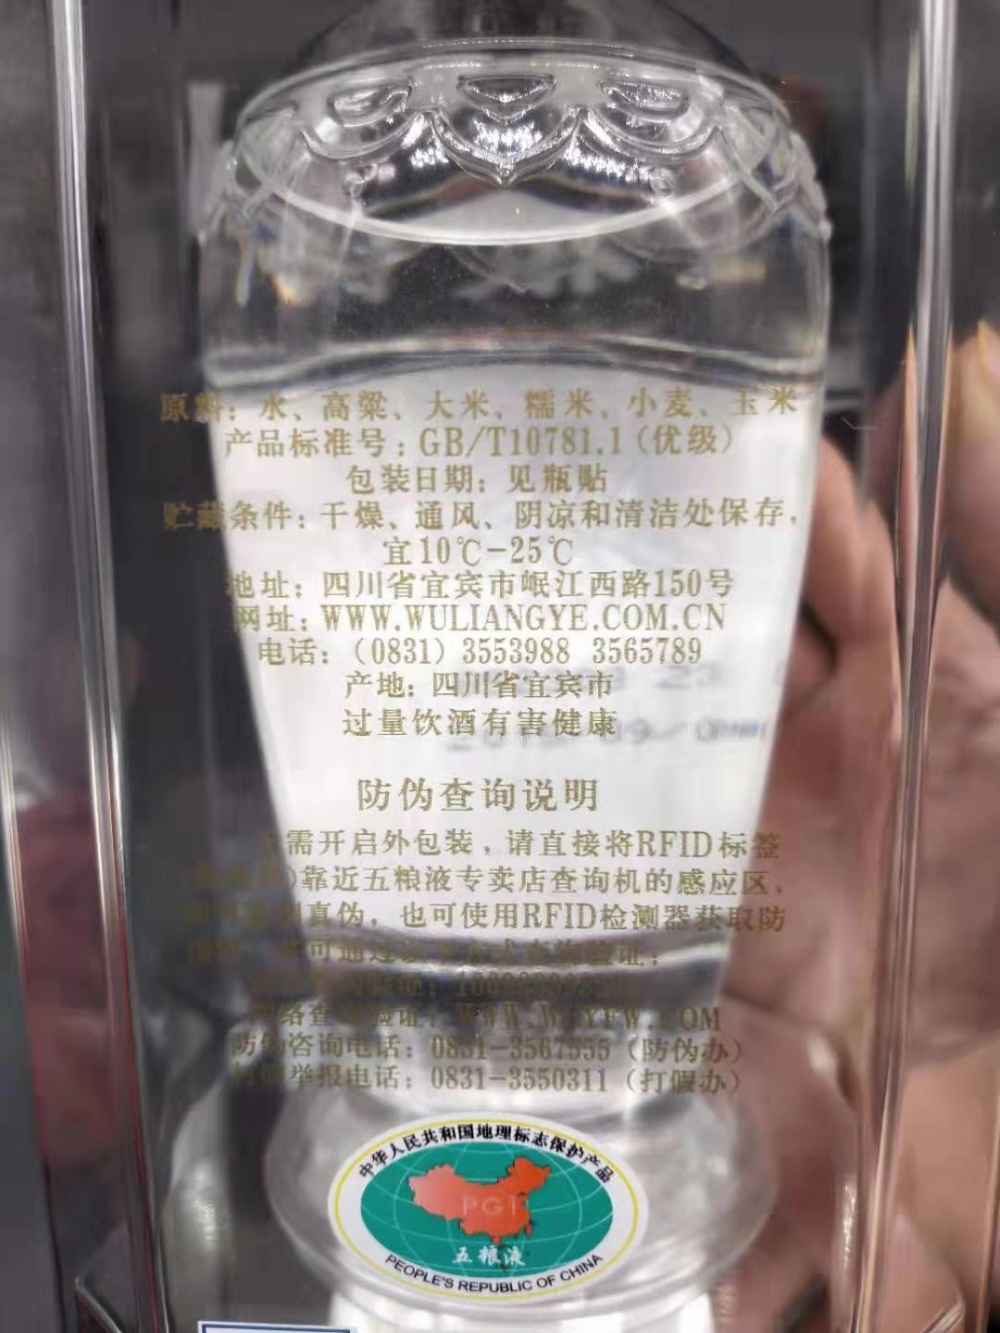 原料：水、高粱、大米、糯米、小麦、玉米
产品标准号：GB/T10781.1（优级）
包装日期：见瓶贴
贮藏条件：干燥、通风、阴凉和清洁处保存，
宜10℃-25℃
地址：四川省宜宾市岷江西路150号
网址：WWW.WULIANGYE.COM.CN
电话：（0831）3553988 3565789
产地：四川省宜宾市
过量饮酒有害健康
防伪查询说明
需开启外包装，请直接将RFID标签
）靠近五粮液专卖店查询机的感应区，
真伪，也可使用RFID检测器获取防
可通过
防伪咨询电话：0831-3567555（防伪办）
举报电话：0831-3550311（打假办）
中华人民共和国地理标志保护产品
PGI
五粮液
PEOPLE'S REPUBLIC OF CHINA